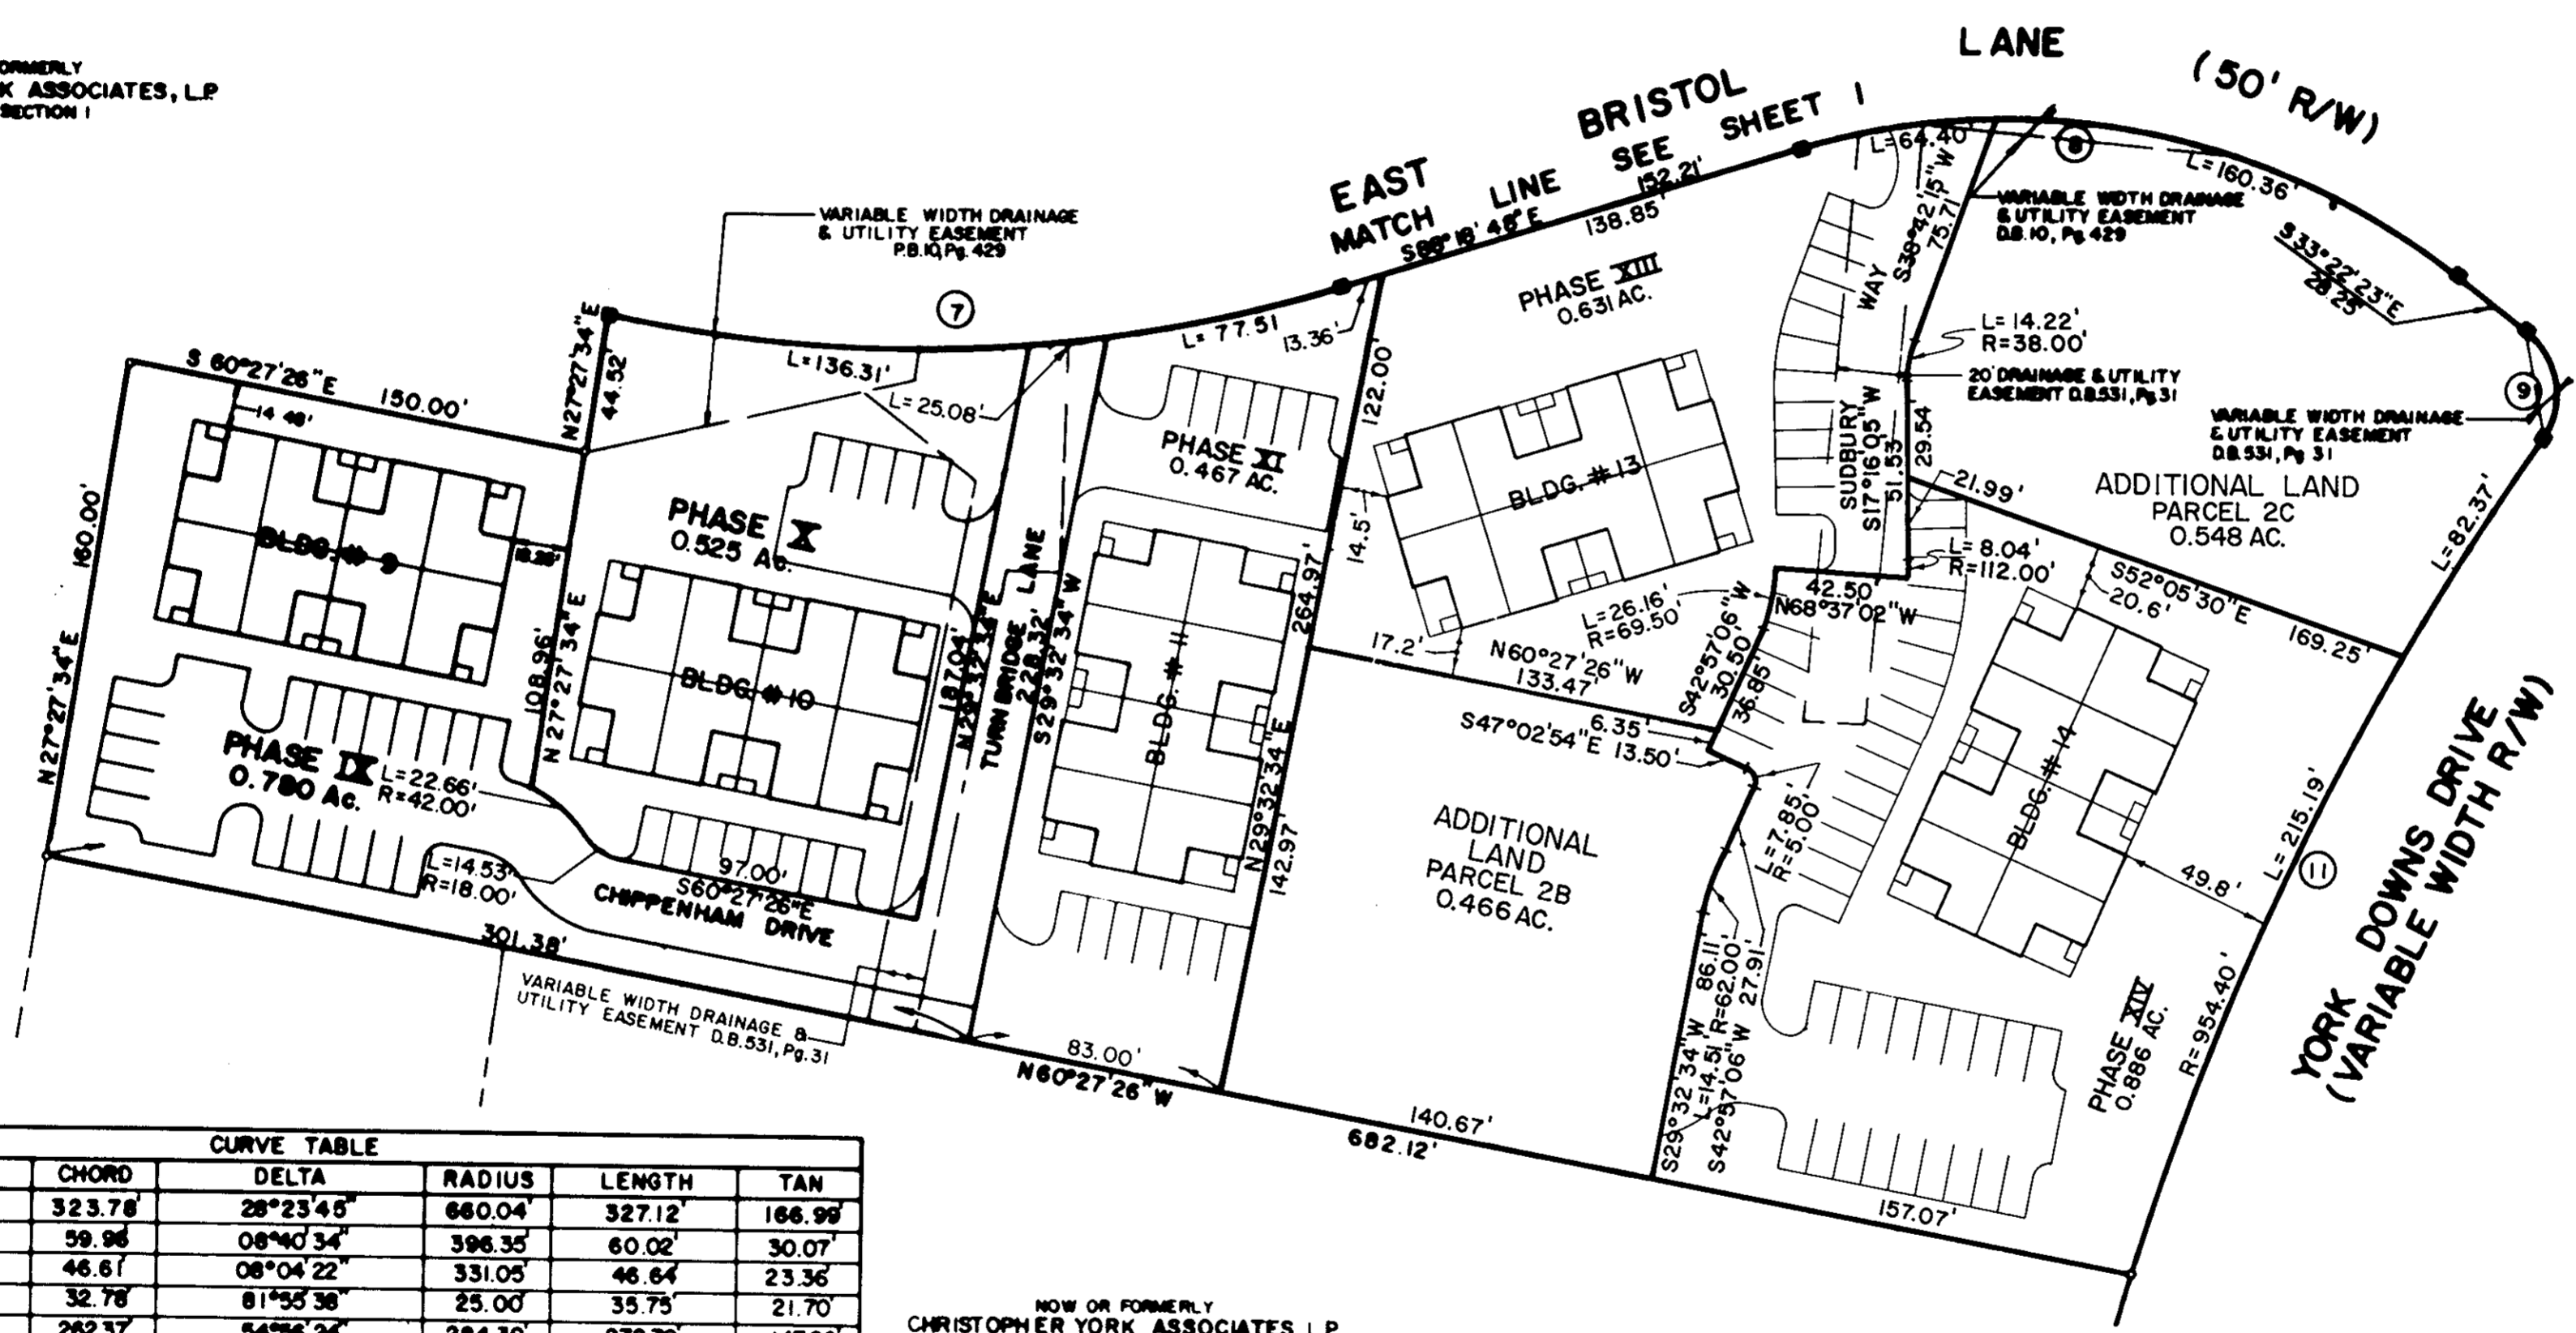 ASSOCIATES, L.P.
SECTION 1
LANE
(50' R/W)
BRISTOL
EAST
MATCH LINE SEE SHEET 1
152.21'
138.85'
VARIABLE WIDTH DRAINAGE
& UTILITY EASEMENT
P.B.10, Pg. 429
7
8
9
11
L=64.40'
L=160.36'
S38°42'15"W
75.71'
VARIABLE WIDTH DRAINAGE
& UTILITY EASEMENT
D.B.10, Pg. 429
S33°22'23"E
28.25'
S 60°27'26"E
150.00'
N27°27'34"E
44.52'
L=136.31'
L=25.08'
L= 77.51
13.36'
PHASE XIII
0.631 AC.
WAY
SUDBURY
L= 14.22'
R=38.00'
20' DRAINAGE & UTILITY
EASEMENT D.B.531, Pg 31
VARIABLE WIDTH DRAINAGE
& UTILITY EASEMENT
D.B.531, Pg 31
160.00'
N27°27'34"E
BLDG. # 9
PHASE X
0.525 Ac.
PHASE XI
0.467 AC.
122.00'
14.5'
264.97'
BLDG. # 13
S17°16'05"W
51.53'
29.54
21.99'
ADDITIONAL LAND
PARCEL 2C
0.548 AC.
L=82.37'
L= 8.04'
R=112.00'
42.50'
N68°37'02"W
S52°05'30"E
20.6'
169.25'
L=26.16'
R=69.50'
17.2'
N60°27'26"W
133.47'
S42°57'06"W
30.50'
36.85'
6.35'
S47°02'54"E 13.50'
108.96'
N27°27'34"E
BLDG. # 10
187.04'
N29°32'34"E
TURN BRIDGE LANE
228.32'
S29°32'34"W
BLDG. # 11
N29°32'34"E
142.97'
PHASE IX
0.780 Ac.
L=22.66'
R=42.00'
L=14.53'
R=18.00'
97.00'
S60°27'26"E
CHIPPENHAM DRIVE
301.38'
VARIABLE WIDTH DRAINAGE &
UTILITY EASEMENT D.B.531, Pg.31
83.00'
N60°27'26"W
ADDITIONAL
LAND
PARCEL 2B
0.466 AC.
L=7.85'
R=5.00'
BLDG. # 14
49.8'
L= 215.19'
R= 954.40'
YORK DOWNS DRIVE
(VARIABLE WIDTH R/W)
S29°32'34"W 86.11'
L=14.51' R=62.00'
S42°57'06"W 27.91'
PHASE XIV
0.886 AC.
140.67'
682.12'
157.07'
CURVE TABLE
CHORD DELTA RADIUS LENGTH TAN
323.78' 28°23'45" 660.04' 327.12' 166.99'
59.96' 08°40'34" 396.35' 60.02' 30.07'
46.61' 08°04'22" 331.05' 46.64' 23.36'
32.78' 81°55'38" 25.00' 35.75' 21.70'
NOW OR FORMERLY
CHRISTOPHER YORK ASSOCIATES, L.P.